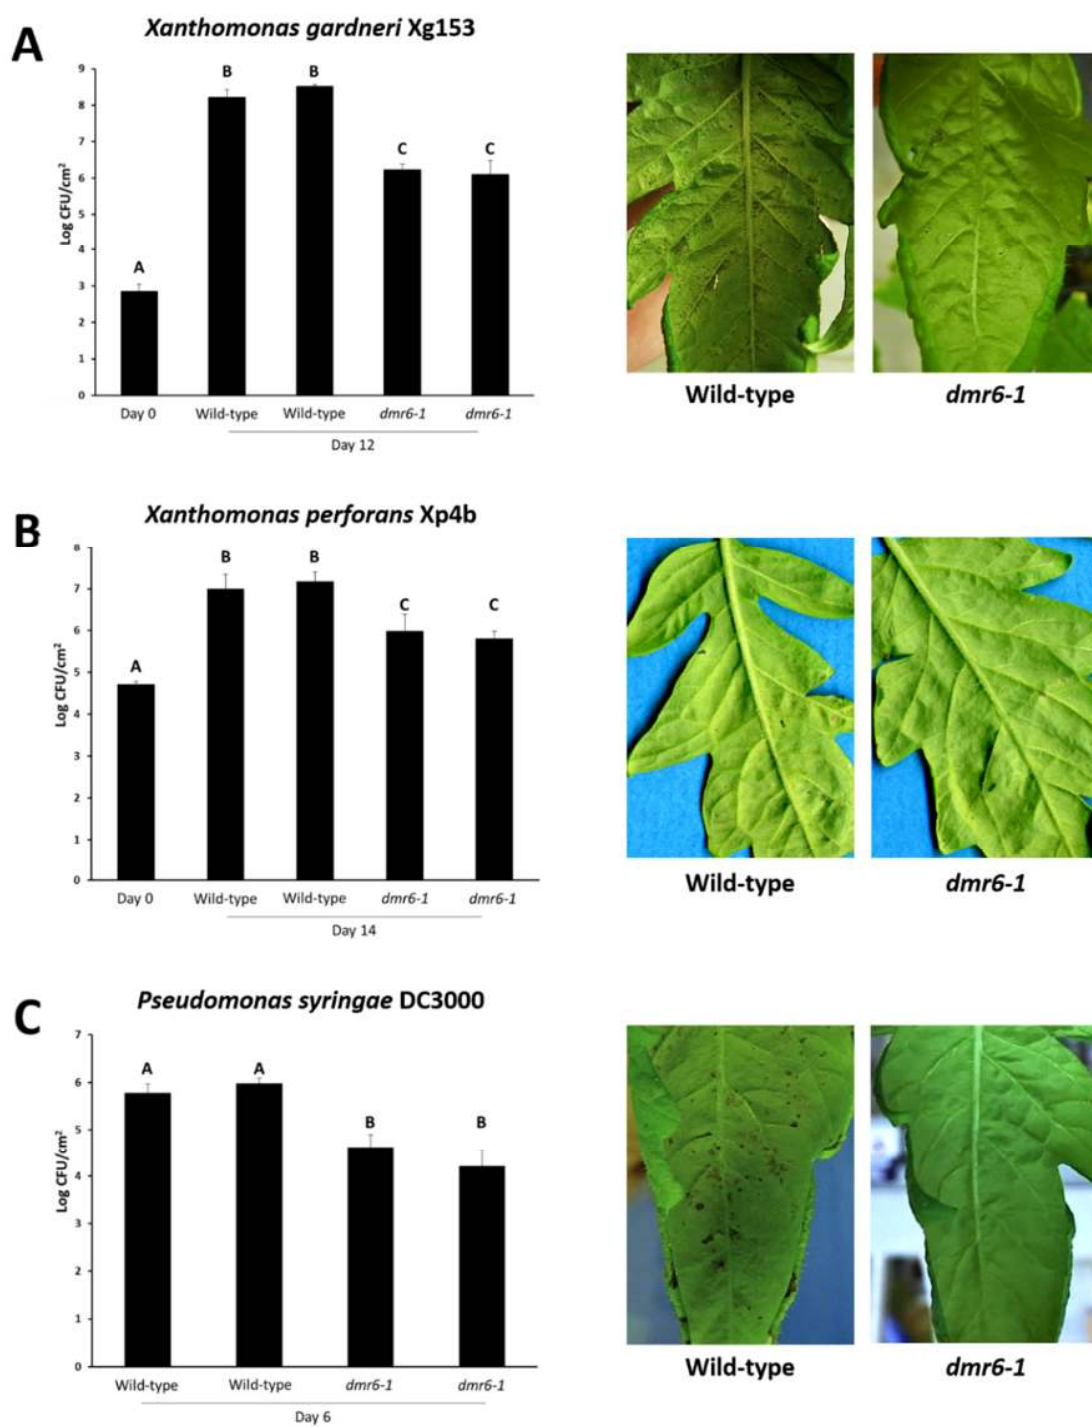 A
Xanthomonas gardneri Xg153
9
8
7
6
5
4
3
2
1
0
Log CFU/cm²
A
B
B
C
C
Day 0
Wild-type
Wild-type
dmr6-1
dmr6-1
Day 12
Wild-type
dmr6-1
B
Xanthomonas perforans Xp4b
8
7
6
5
4
3
2
1
0
Log CFU/cm²
A
B
B
C
C
Day 0
Wild-type
Wild-type
dmr6-1
dmr6-1
Day 14
Wild-type
dmr6-1
C
Pseudomonas syringae DC3000
7
6
5
4
3
2
1
0
Log CFU/cm²
A
A
B
B
Wild-type
Wild-type
dmr6-1
dmr6-1
Day 6
Wild-type
dmr6-1